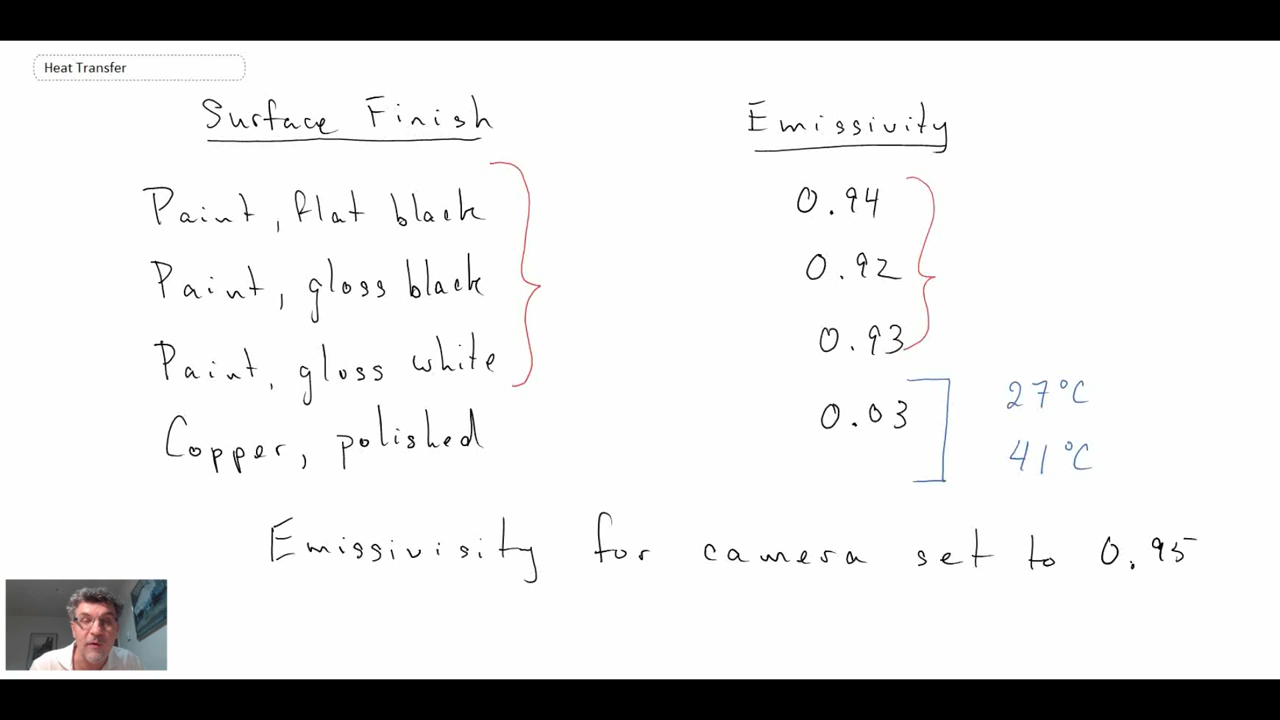 Heat Transfer
Surface Finish Emissivity
Paint, flat black 0.94
Paint, gloss black 0.92
Paint, gloss white 0.93
27°C
Copper, polished 0.03
41°C
Emissivisity for camera set to 0.95